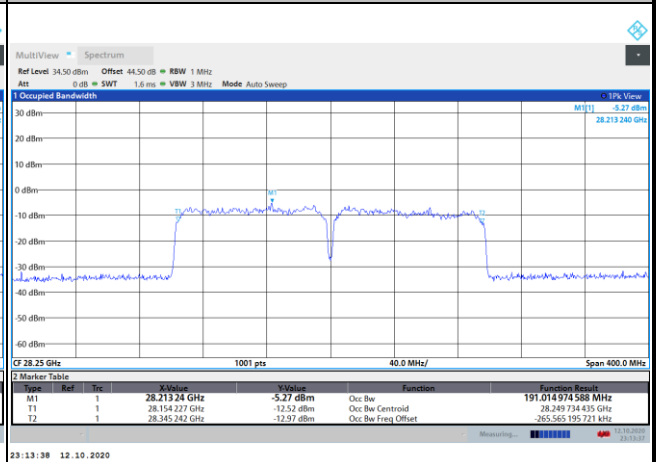 MultiView Spectrum
Ref Level 34.50 dBm Offset 44.50 dB RBW 1 MHz
Att 0 dB SWT 1.6 ms VBW 3 MHz Mode Auto Sweep
1 Occupied Bandwidth 1Pk View
M1[1] -5.27 dBm
28.213 240 GHz
30 dBm
20 dBm
10 dBm
0 dBm
M1
T1
T2
-10 dBm
-20 dBm
-30 dBm
-40 dBm
-50 dBm
-60 dBm
CF 28.25 GHz 1001 pts 40.0 MHz/ Span 400.0 MHz
2 Marker Table
Type Ref Trc X-Value Y-Value Function Function Result
M1 1 28.213 24 GHz -5.27 dBm Occ Bw 191.014 974 588 MHz
T1 1 28.154 227 GHz -12.52 dBm Occ Bw Centroid 28.249 734 435 GHz
T2 1 28.345 242 GHz -12.97 dBm Occ Bw Freq Offset -265.565 195 721 kHz
Measuring... 12.10.2020
23:13:37
23:13:38 12.10.2020